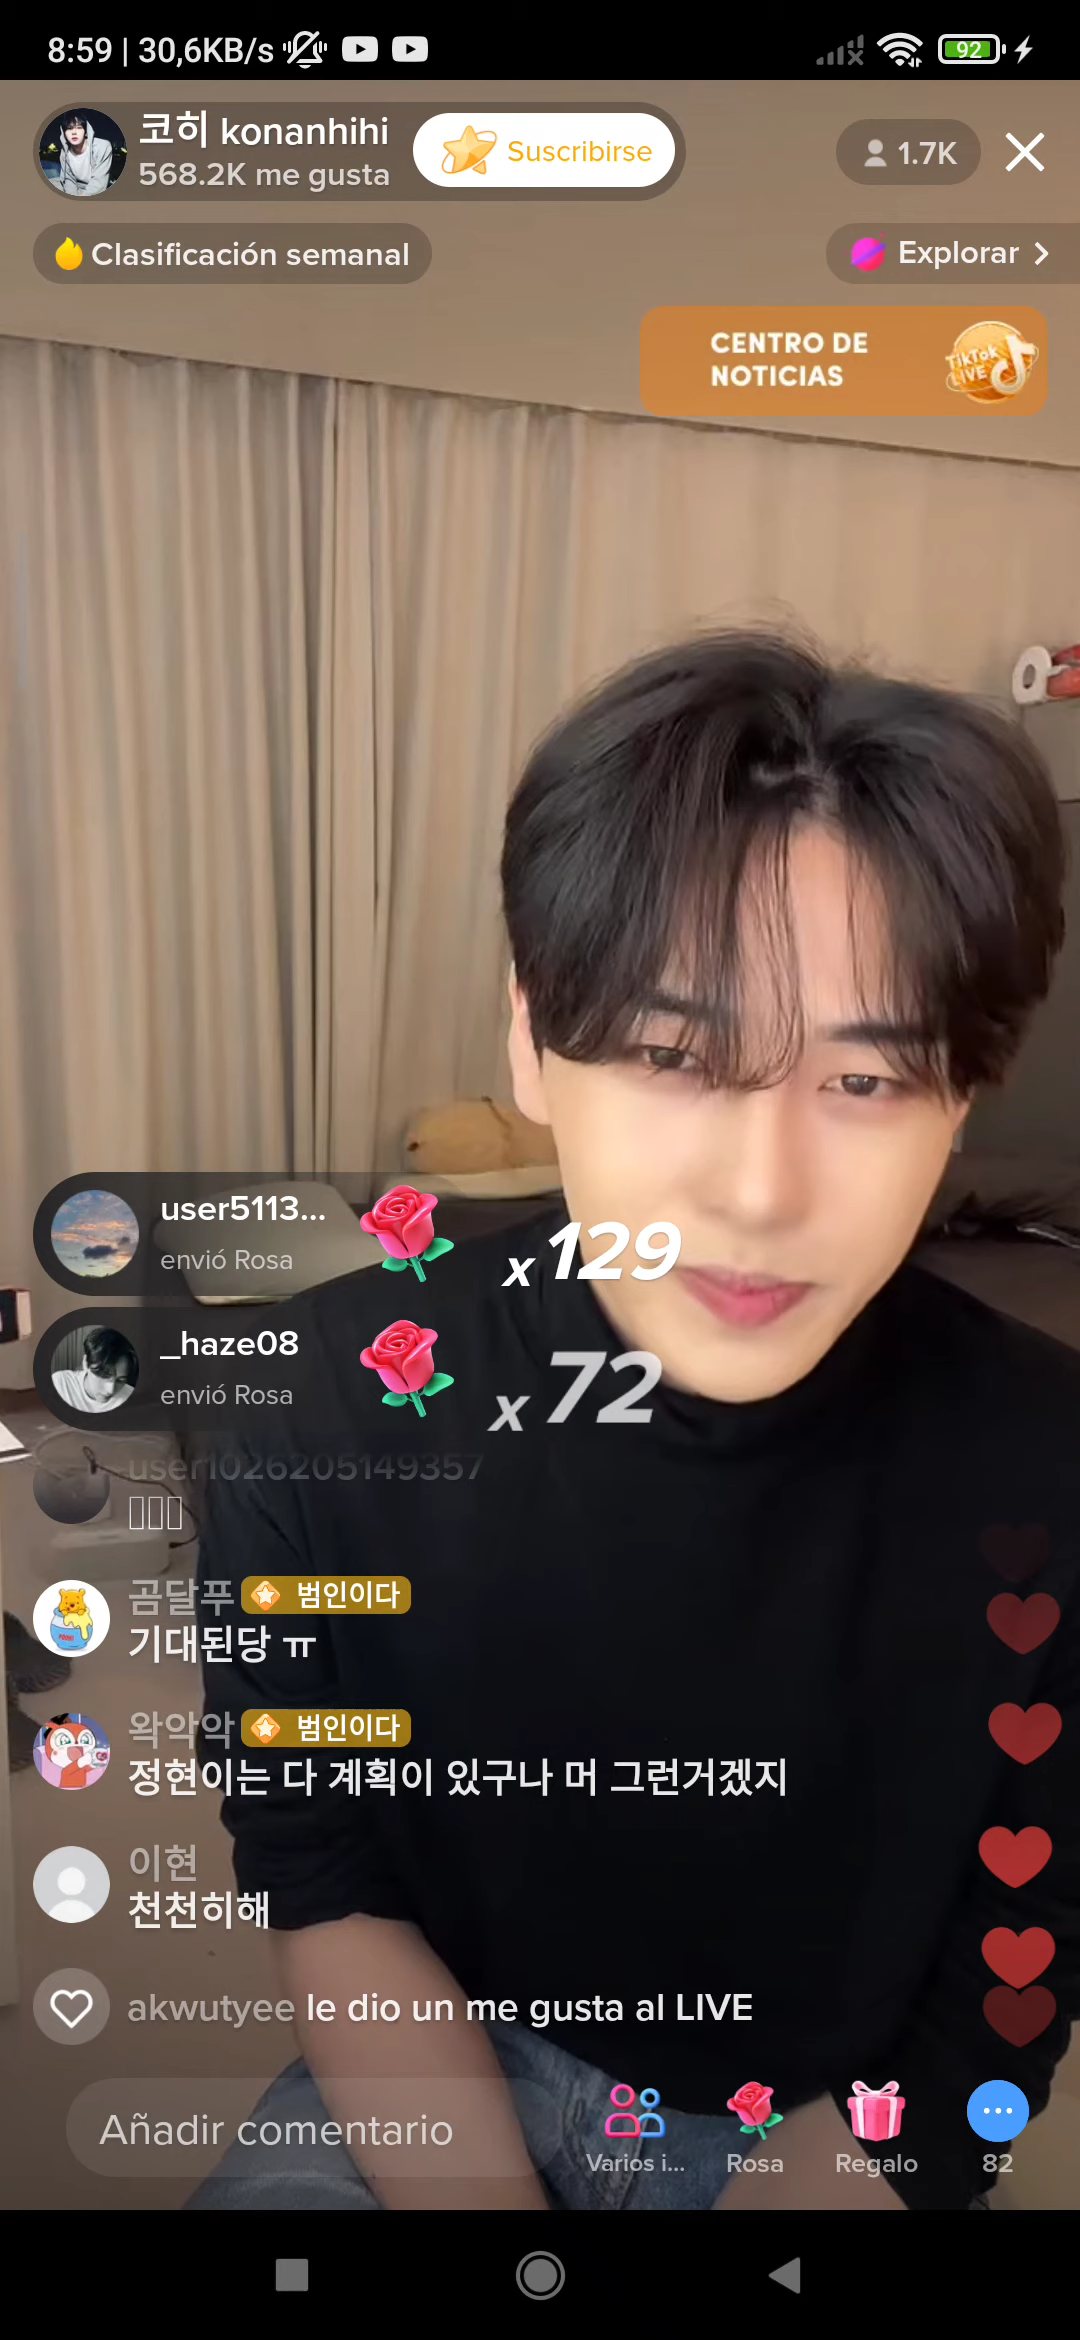 8:59 | 30,6KB/s
92
코히 konanhihi
568.2K me gusta
Suscribirse
1.7K
Clasificación semanal
Explorar
CENTRO DE
NOTICIAS
TikTok
LIVE
user5113...
envió Rosa
x 129
_haze08
envió Rosa
x 72
user1026205149357
곰달푸 범인이다
기대된당 ㅠ
왁악악 범인이다
정현이는 다 계획이 있구나 머 그런거겠지
이현
천천히해
akwutyee le dio un me gusta al LIVE
Añadir comentario
Varios i...
Rosa
Regalo
82